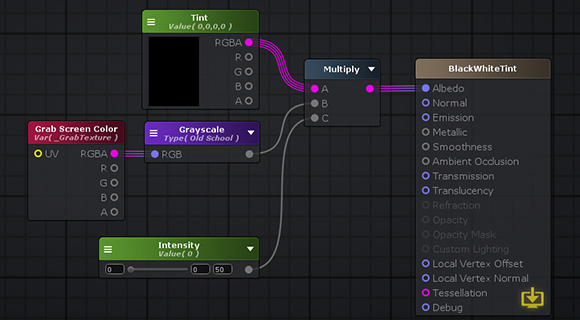 Tint
Value( 0,0,0,0 )
RGBA
R
G
B
A
Multiply
A
B
C
BlackWhiteTint
Albedo
Normal
Emission
Metallic
Smoothness
Ambient Occlusion
Transmission
Translucency
Refraction
Opacity
Opacity Mask
Custom Lighting
Local Vertex Offset
Local Vertex Normal
Tessellation
Debug
Grab Screen Color
Var( _GrabTexture )
UV
RGBA
R
G
B
A
Grayscale
Type( Old School )
RGB
Intensity
Value( 0 )
0
0
50